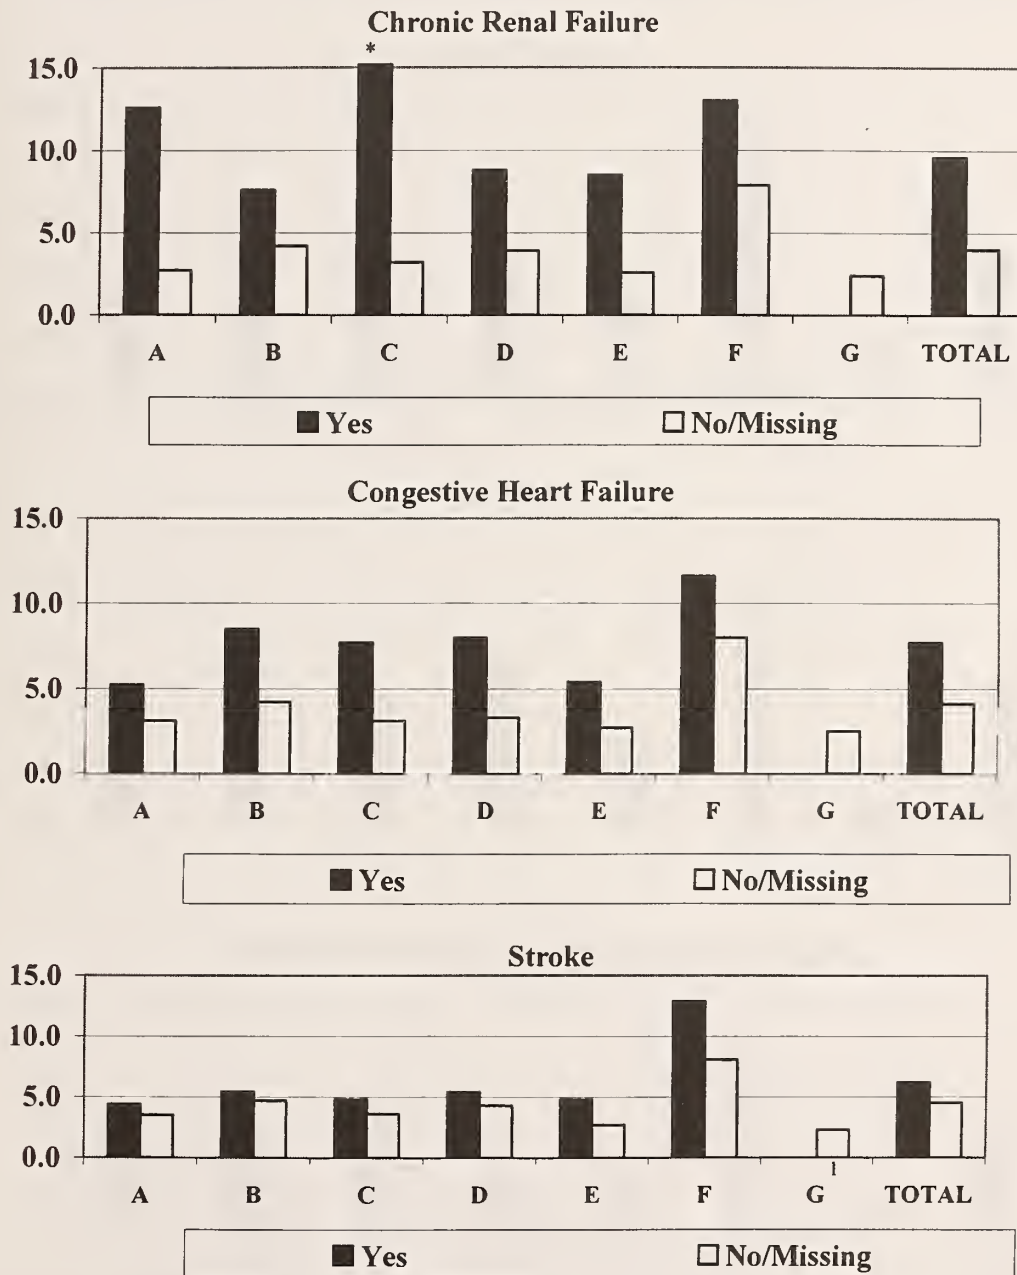 Chronic Renal Failure
*
15.0
10.0
5.0
0.0
A B C D E F G TOTAL
Yes No/Missing
Congestive Heart Failure
15.0
10.0
5.0
0.0
A B C D E F G TOTAL
Yes No/Missing
Stroke
15.0
10.0
5.0
0.0
A B C D E F G TOTAL
Yes No/Missing